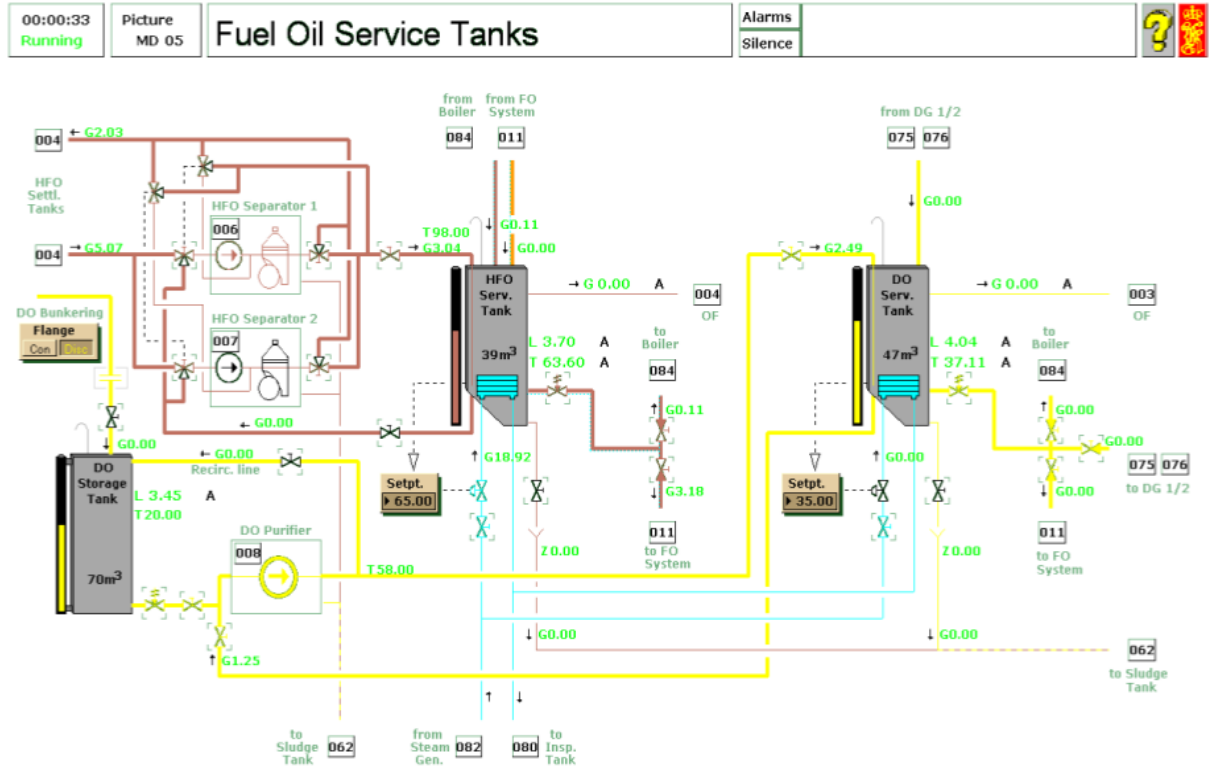 00:00:33
Running
Picture
MD 05
Fuel Oil Service Tanks
Alarms
Silence
?
from
Boiler
from FO
System
from DG 1/2
084
011
075
076
004
← G2.03
HFO
Settl.
Tanks
HFO Separator 1
006
T98.00
↓ G0.11
↓ G0.00
↓ G0.00
004
→ G5.07
→ G3.04
→ G2.49
HFO
Serv.
Tank
39m³
→ G 0.00 A
004
OF
DO
Serv.
Tank
47m³
→ G 0.00 A
003
OF
DO Bunkering
Flange
Con
Disc
HFO Separator 2
007
L 3.70 A
T 63.60 A
to
Boiler
084
L 4.04 A
T 37.11 A
to
Boiler
084
↑ G0.11
↑ G0.00
← G0.00
↓ G0.00
← G0.00
Recirc. line
↑ G18.92
↑ G0.00
G0.00
DO
Storage
Tank
70m³
L 3.45 A
T20.00
Setpt.
65.00
↓ G3.18
Setpt.
35.00
↓ G0.00
075
076
to DG 1/2
011
to FO
System
011
to FO
System
DO Purifier
008
T58.00
Z 0.00
Z 0.00
↑ G1.25
↓ G0.00
↓ G0.00
062
to Sludge
Tank
↑ ↓
to
Sludge
Tank
062
from
Steam
Gen.
082
080
to
Insp.
Tank